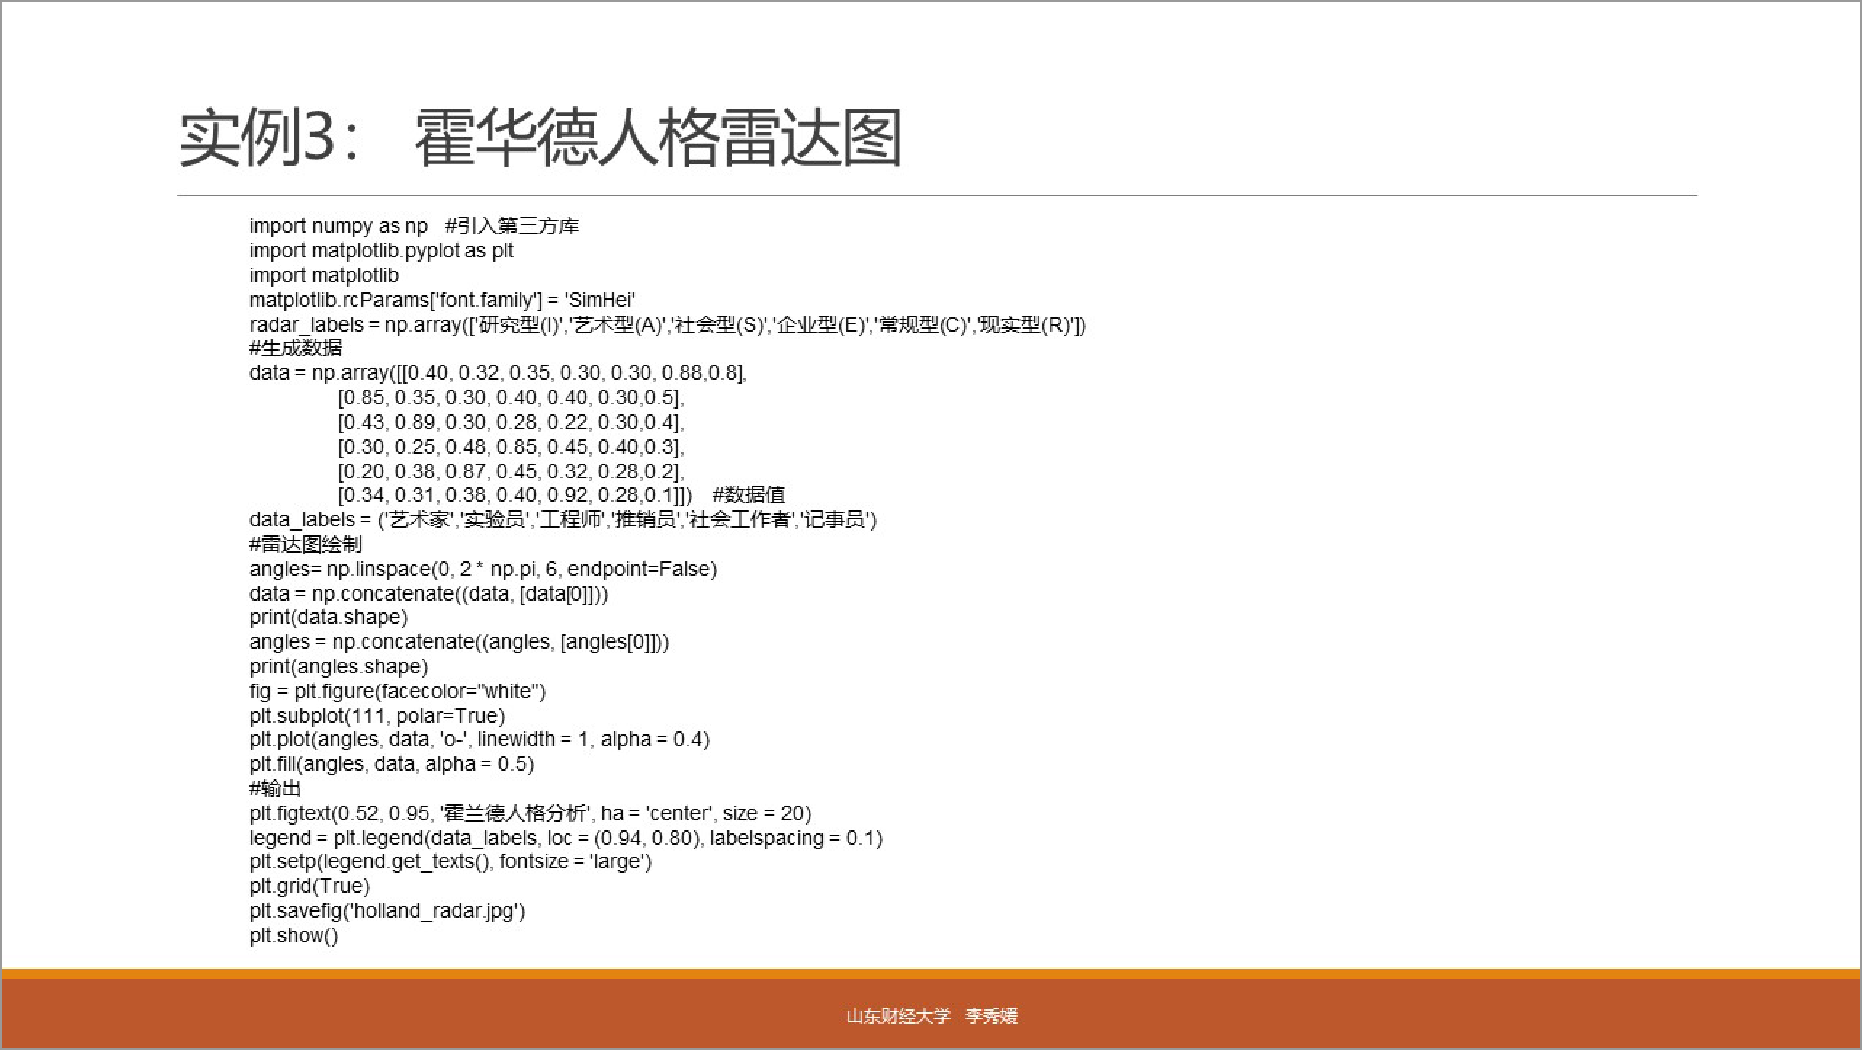 实例3： 霍华德人格雷达图
import numpy as np   #引入第三方库
import matplotlib.pyplot as plt
import matplotlib
matplotlib.rcParams['font.family'] = 'SimHei'
radar_labels = np.array(['研究型(I)','艺术型(A)','社会型(S)','企业型(E)','常规型(C)','现实型(R)'])
#生成数据
data = np.array([[0.40, 0.32, 0.35, 0.30, 0.30, 0.88,0.8],
[0.85, 0.35, 0.30, 0.40, 0.40, 0.30,0.5],
[0.43, 0.89, 0.30, 0.28, 0.22, 0.30,0.4],
[0.30, 0.25, 0.48, 0.85, 0.45, 0.40,0.3],
[0.20, 0.38, 0.87, 0.45, 0.32, 0.28,0.2],
[0.34, 0.31, 0.38, 0.40, 0.92, 0.28,0.1]])   #数据值
data_labels = ('艺术家','实验员','工程师','推销员','社会工作者','记事员')
#雷达图绘制
angles= np.linspace(0, 2 * np.pi, 6, endpoint=False)
data = np.concatenate((data, [data[0]]))
print(data.shape)
angles = np.concatenate((angles, [angles[0]]))
print(angles.shape)
fig = plt.figure(facecolor="white")
plt.subplot(111, polar=True)
plt.plot(angles, data, 'o-', linewidth = 1, alpha = 0.4)
plt.fill(angles, data, alpha = 0.5)
#输出
plt.figtext(0.52, 0.95, '霍兰德人格分析', ha = 'center', size = 20)
legend = plt.legend(data_labels, loc = (0.94, 0.80), labelspacing = 0.1)
plt.setp(legend.get_texts(), fontsize = 'large')
plt.grid(True)
plt.savefig('holland_radar.jpg')
plt.show()
山东财经大学   李秀媛